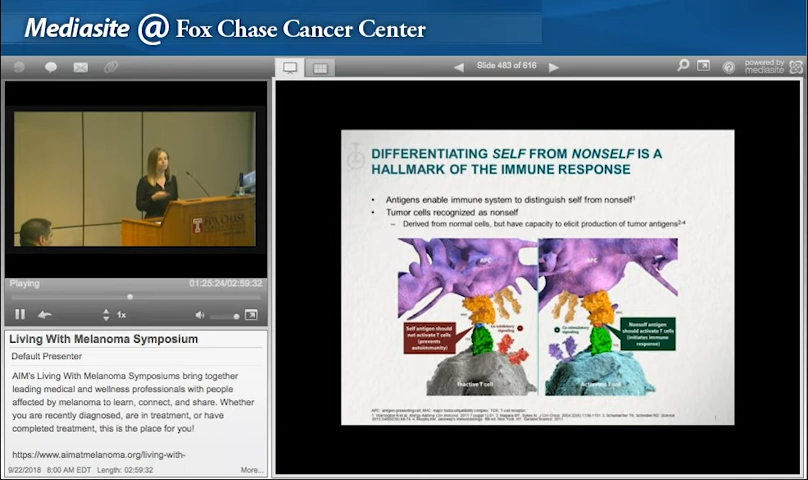 Mediasite @ Fox Chase Cancer Center
Slide 483 of 616
powered by
mediasite
FOX CHASE
DIFFERENTIATING SELF FROM NONSELF IS A
HALLMARK OF THE IMMUNE RESPONSE
• Antigens enable immune system to distinguish self from nonself1
• Tumor cells recognized as nonself
– Derived from normal cells, but have capacity to elicit production of tumor antigens2-4
APC
APC
Self antigen should
not activate T cells
(prevents
autoimmunity)
Co-inhibitory
signaling
Co-stimulatory
signaling
Nonself antigen
should activate T cells
(initiates immune
response)
Inactive T cell
Activated T cell
Playing
01:25:24/02:59:32
1x
Living With Melanoma Symposium
Default Presenter
AIM's Living With Melanoma Symposiums bring together
leading medical and wellness professionals with people
affected by melanoma to learn, connect, and share. Whether
you are recently diagnosed, are in treatment, or have
completed treatment, this is the place for you!
https://www.aimatmelanoma.org/living-with-
9/22/2018 8:00 AM EDT Length: 02:59:32
More...